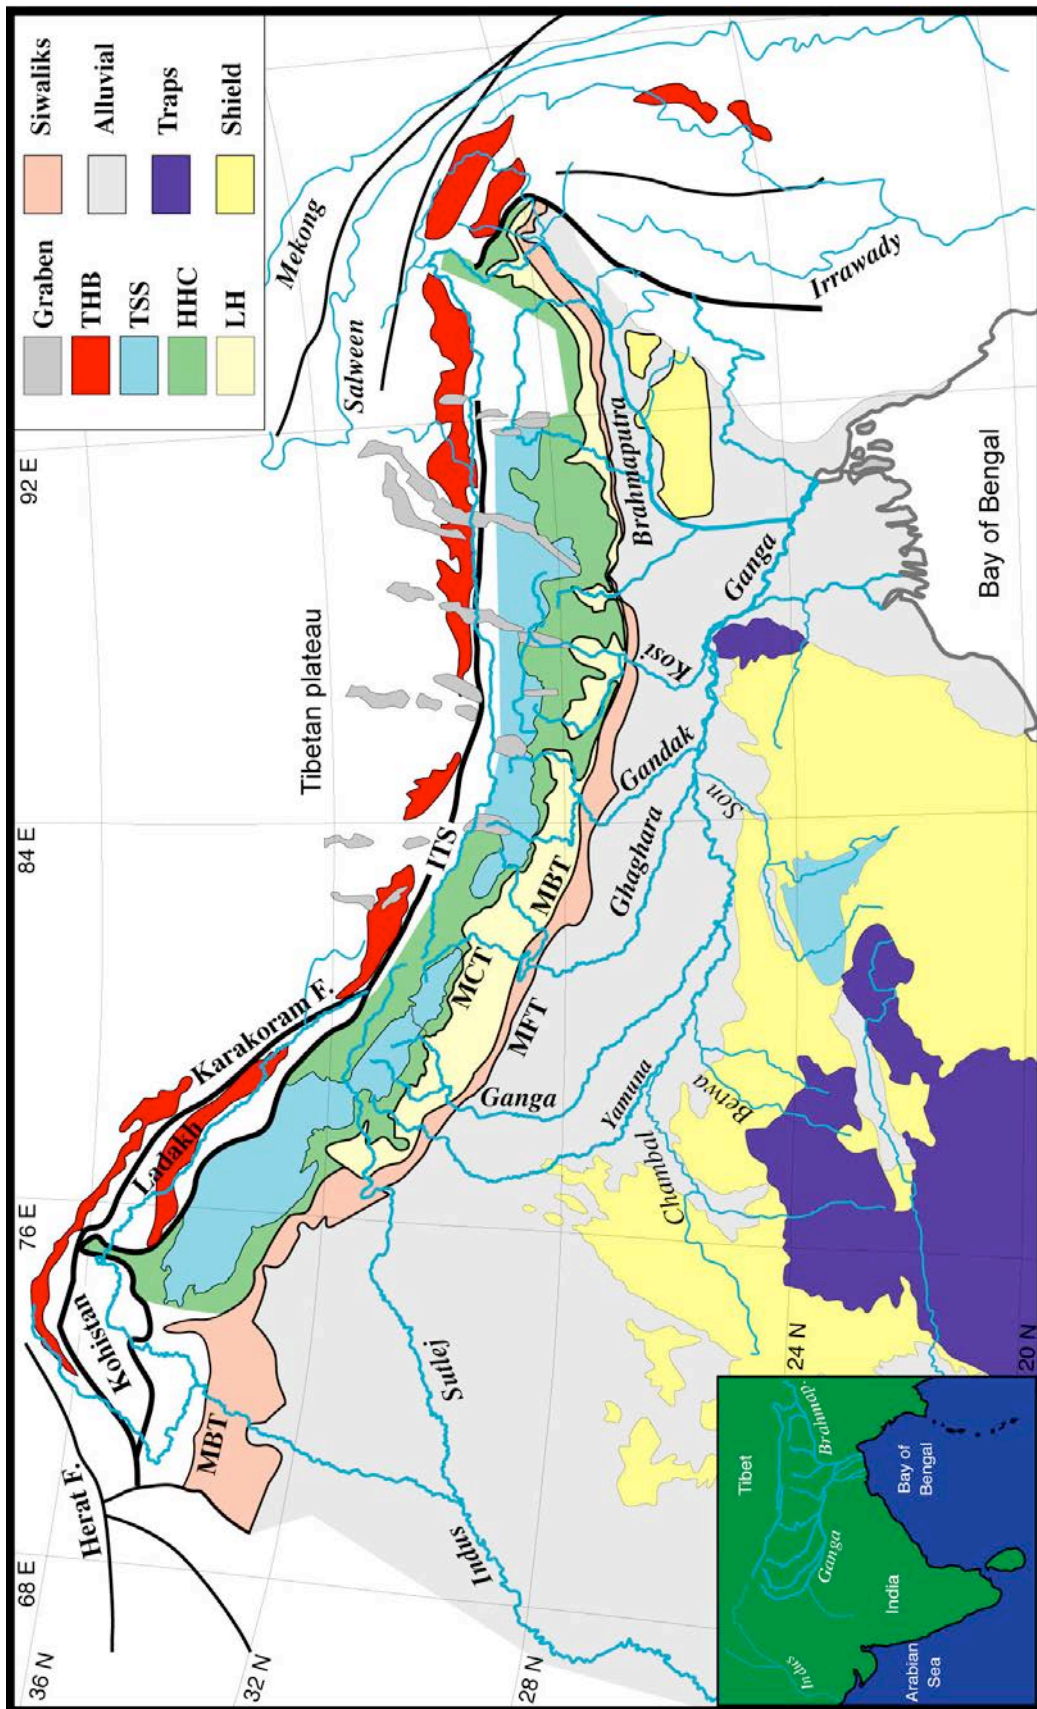 68 E
76 E
84 E
92 E
36 N
32 N
28 N
24 N
20 N
Graben
THB
TSS
HHC
LH
Siwaliks
Alluvial
Traps
Shield
Herat F.
Kohistan
Ladakh
Karakoram F.
Tibetan plateau
Salween
Mekong
ITS
MBT
MCT
MBT
MFT
Indus
Sutlej
Ganga
Yamuna
Chambal
Betwa
Ghaghara
Gandak
Son
Kosi
Ganga
Brahmaputra
Irrawady
Bay of Bengal
Tibet
Indus
Ganga
Brahmap.
India
Arabian
Sea
Bay of
Bengal